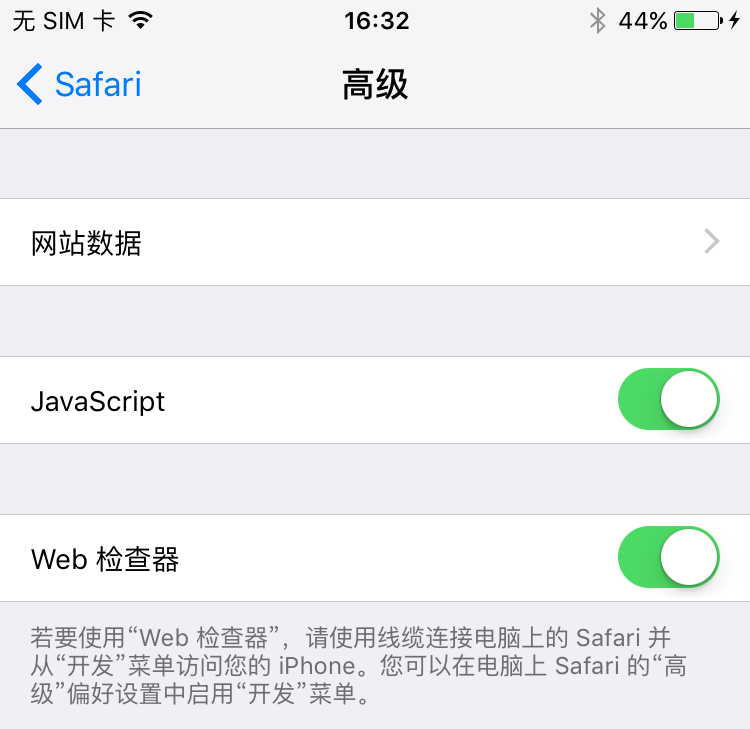 无 SIM 卡 16:32 44%
Safari 高级
网站数据
JavaScript
Web 检查器
若要使用“Web 检查器”，请使用线缆连接电脑上的 Safari 并
从“开发”菜单访问您的 iPhone。您可以在电脑上 Safari 的“高
级”偏好设置中启用“开发”菜单。